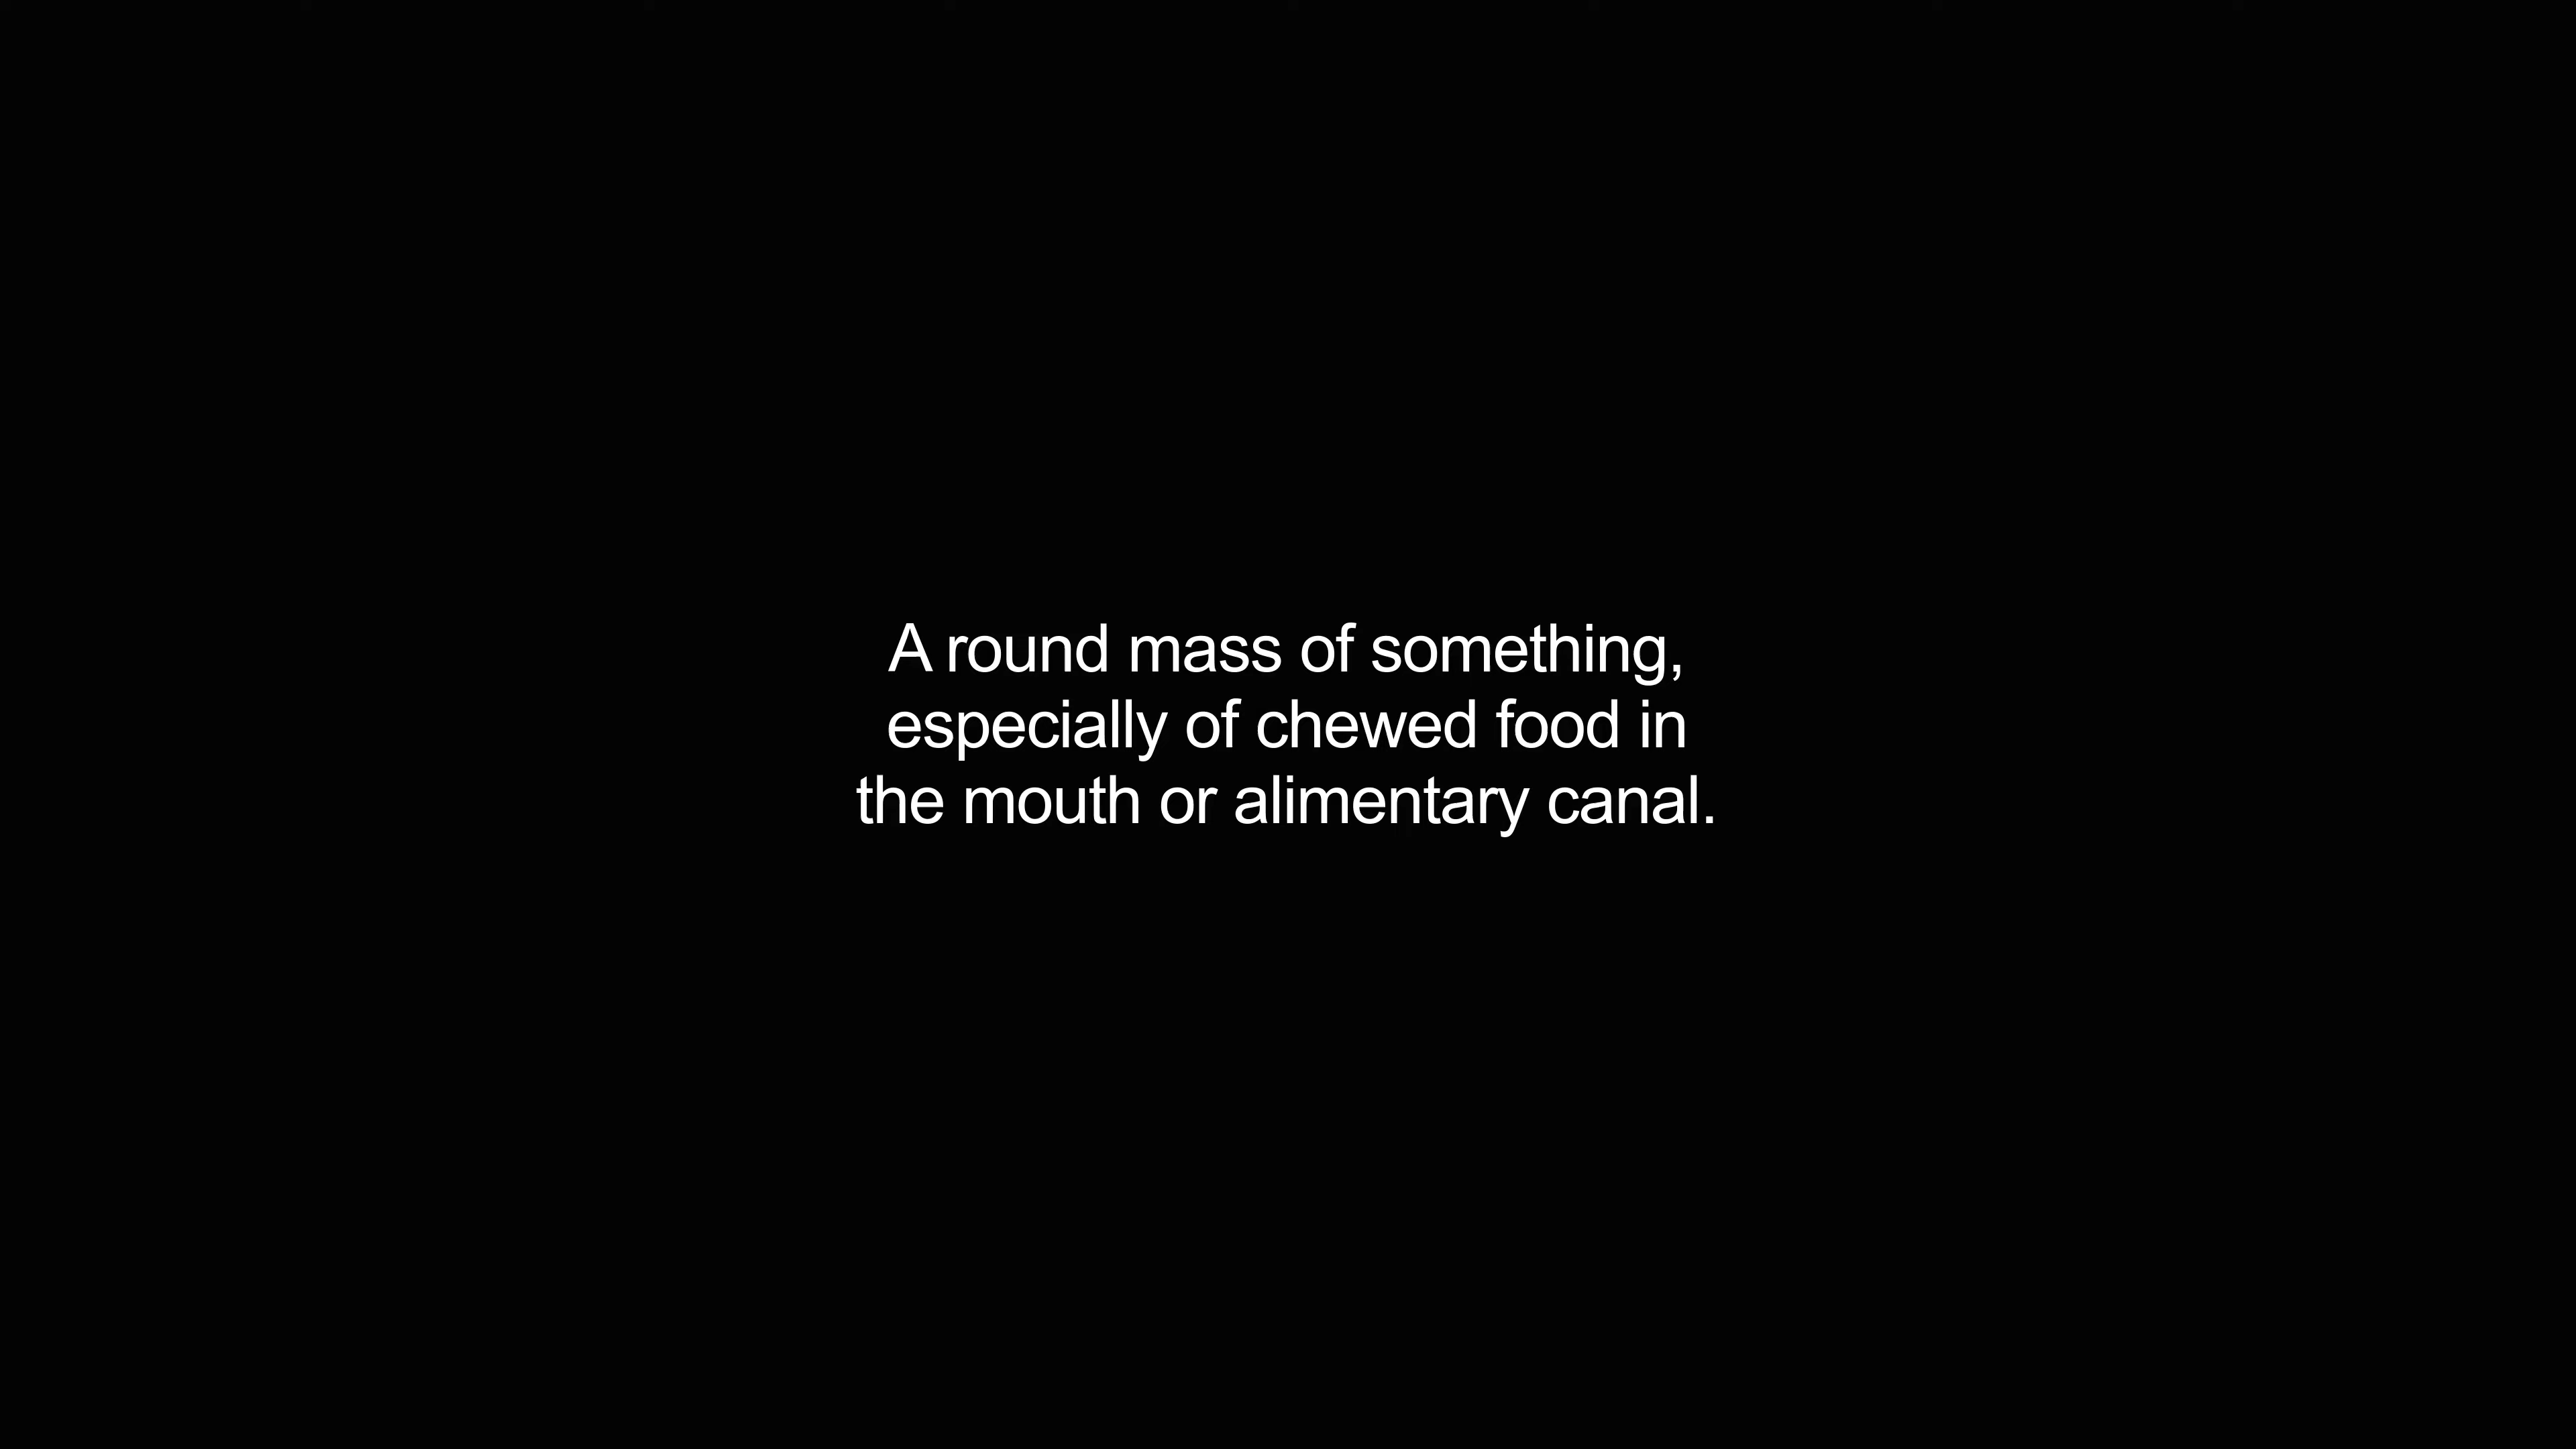 A round mass of something,
especially of chewed food in
the mouth or alimentary canal.